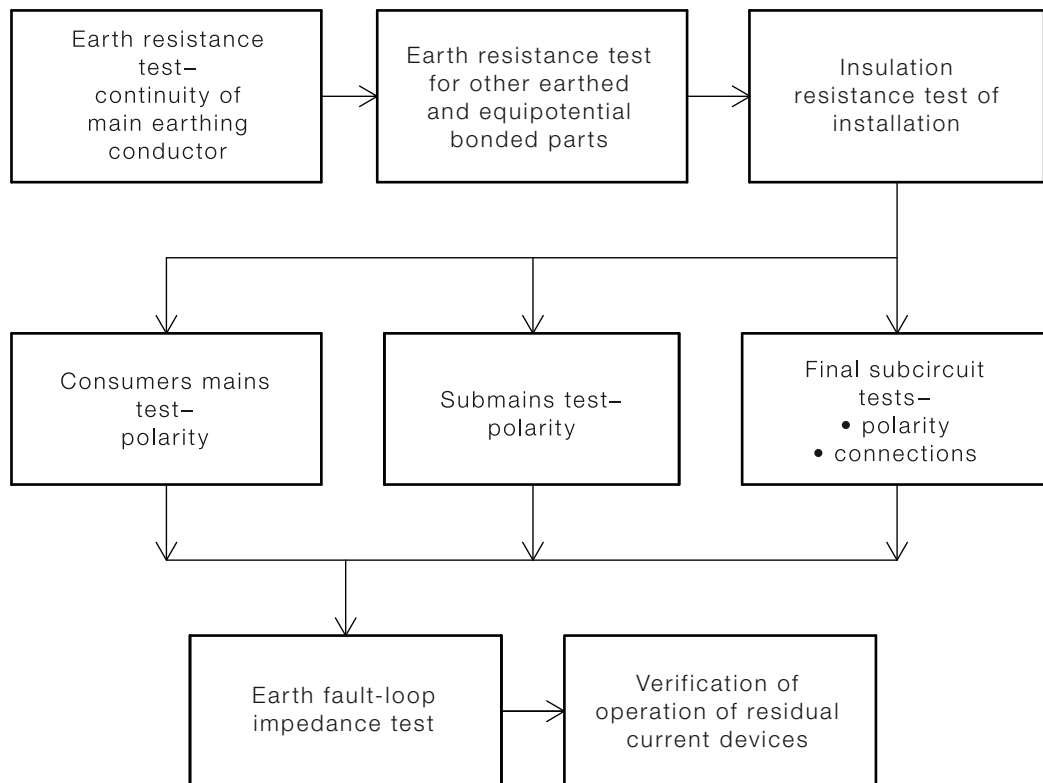 Earth resistance
test–
continuity of
main earthing
conductor
Earth resistance test
for other earthed
and equipotential
bonded parts
Insulation
resistance test of
installation
Consumers mains
test–
polarity
Submains test–
polarity
Final subcircuit
tests–
• polarity
• connections
Earth fault-loop
impedance test
Verification of
operation of residual
current devices